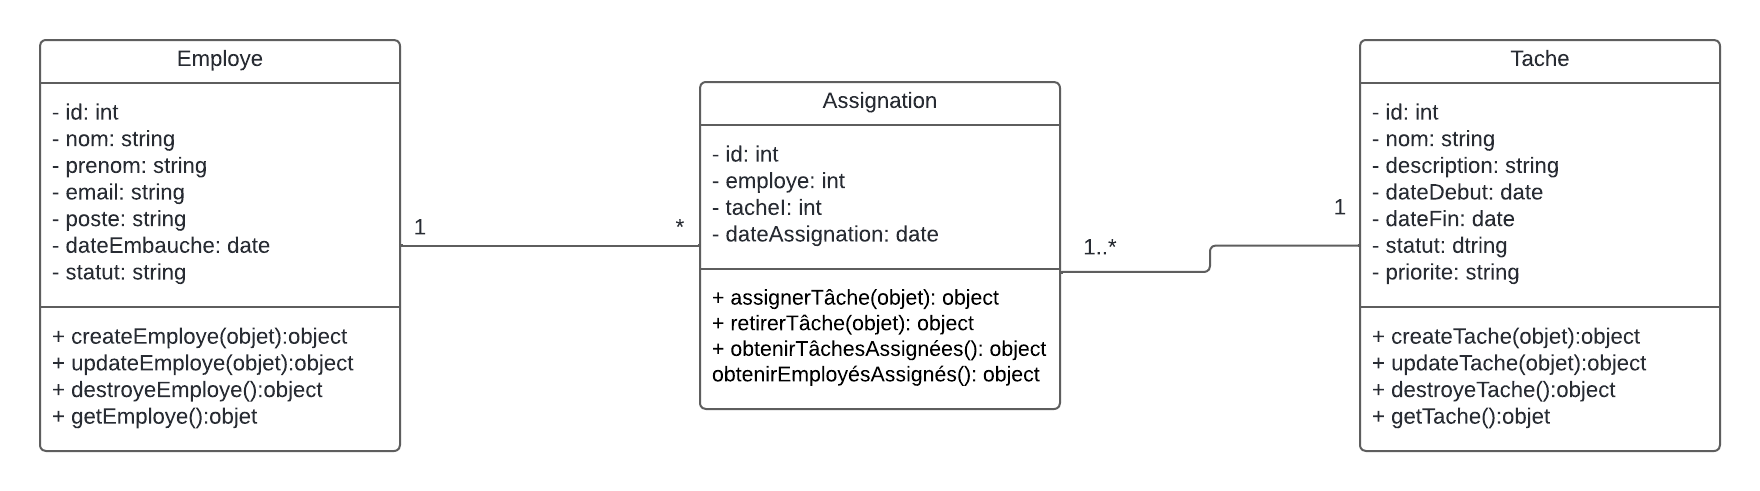 Employe
- id: int
- nom: string
- prenom: string
- email: string
- poste: string
- dateEmbauche: date
- statut: string
+ createEmploye(objet):object
+ updateEmploye(objet):object
+ destroyeEmploye():object
+ getEmploye():objet
1
*
Assignation
- id: int
- employe: int
- tacheI: int
- dateAssignation: date
+ assignerTâche(objet): object
+ retirerTâche(objet): object
+ obtenirTâchesAssignées(): object
obtenirEmployésAssignés(): object
1..*
1
Tache
- id: int
- nom: string
- description: string
- dateDebut: date
- dateFin: date
- statut: dtring
- priorite: string
+ createTache(objet):object
+ updateTache(objet):object
+ destroyeTache():object
+ getTache():objet